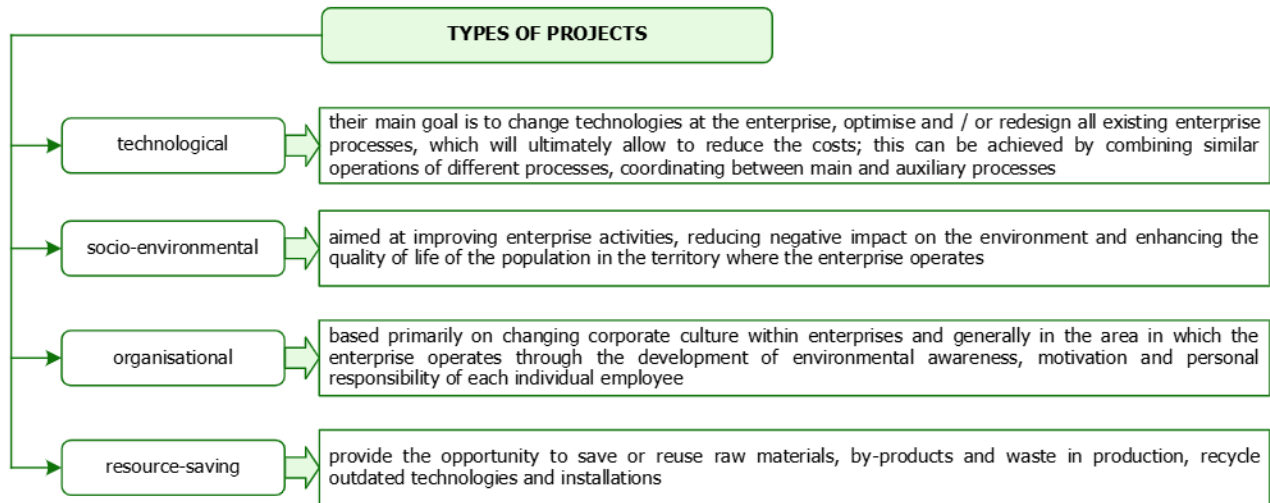 TYPES OF PROJECTS
technological
their main goal is to change technologies at the enterprise, optimise and / or redesign all existing enterprise
processes, which will ultimately allow to reduce the costs; this can be achieved by combining similar
operations of different processes, coordinating between main and auxiliary processes
socio-environmental
aimed at improving enterprise activities, reducing negative impact on the environment and enhancing the
quality of life of the population in the territory where the enterprise operates
organisational
based primarily on changing corporate culture within enterprises and generally in the area in which the
enterprise operates through the development of environmental awareness, motivation and personal
responsibility of each individual employee
resource-saving
provide the opportunity to save or reuse raw materials, by-products and waste in production, recycle
outdated technologies and installations